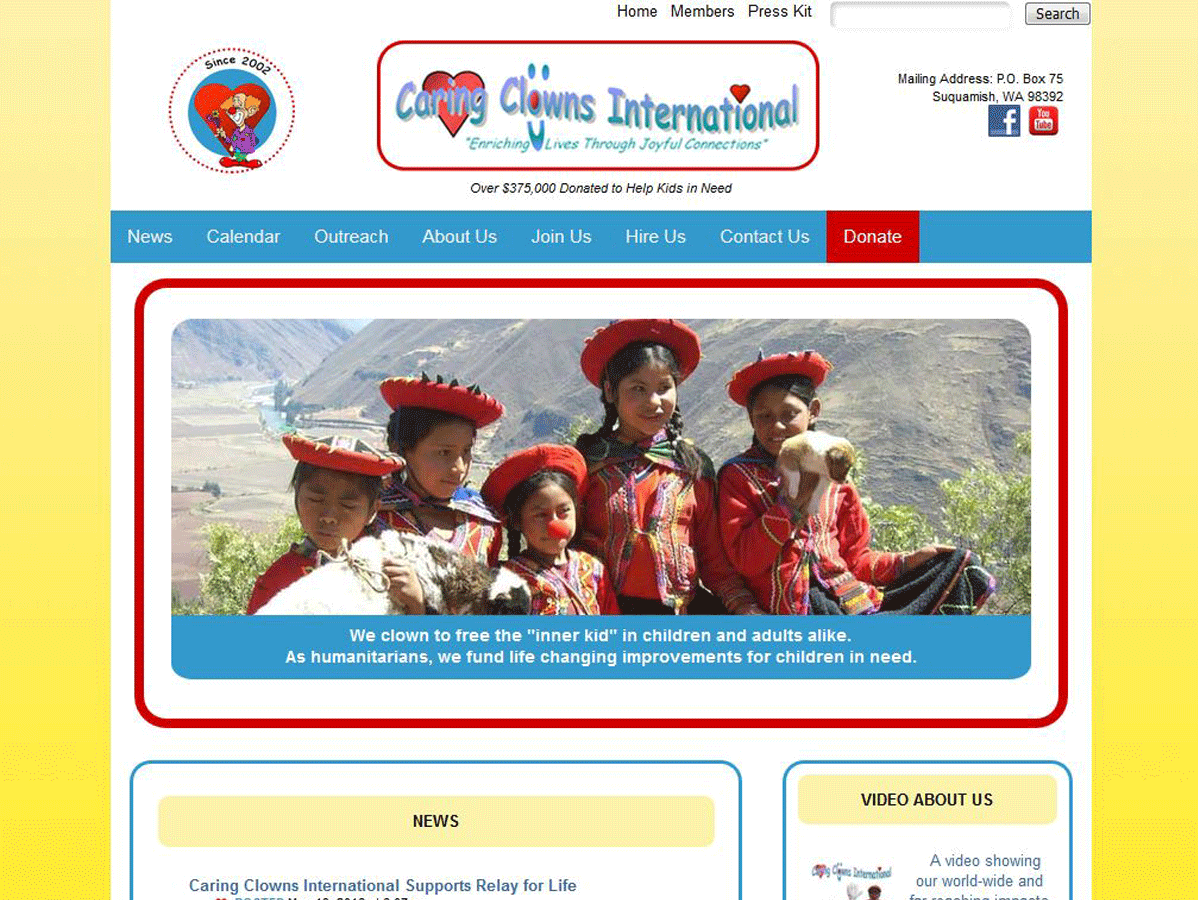 Home Members Press Kit
Search
Since 2002
Caring Clowns International
"Enriching Lives Through Joyful Connections"
Mailing Address: P.O. Box 75
Squamish, WA 98392
You
Tube
Over $375,000 Donated to Help Kids in Need
News Calendar Outreach About Us Join Us Hire Us Contact Us Donate
We clown to free the "inner kid" in children and adults alike.
As humanitarians, we fund life changing improvements for children in need.
NEWS
Caring Clowns International Supports Relay for Life
VIDEO ABOUT US
Caring Clowns International
A video showing
our world-wide and
far reaching impacts